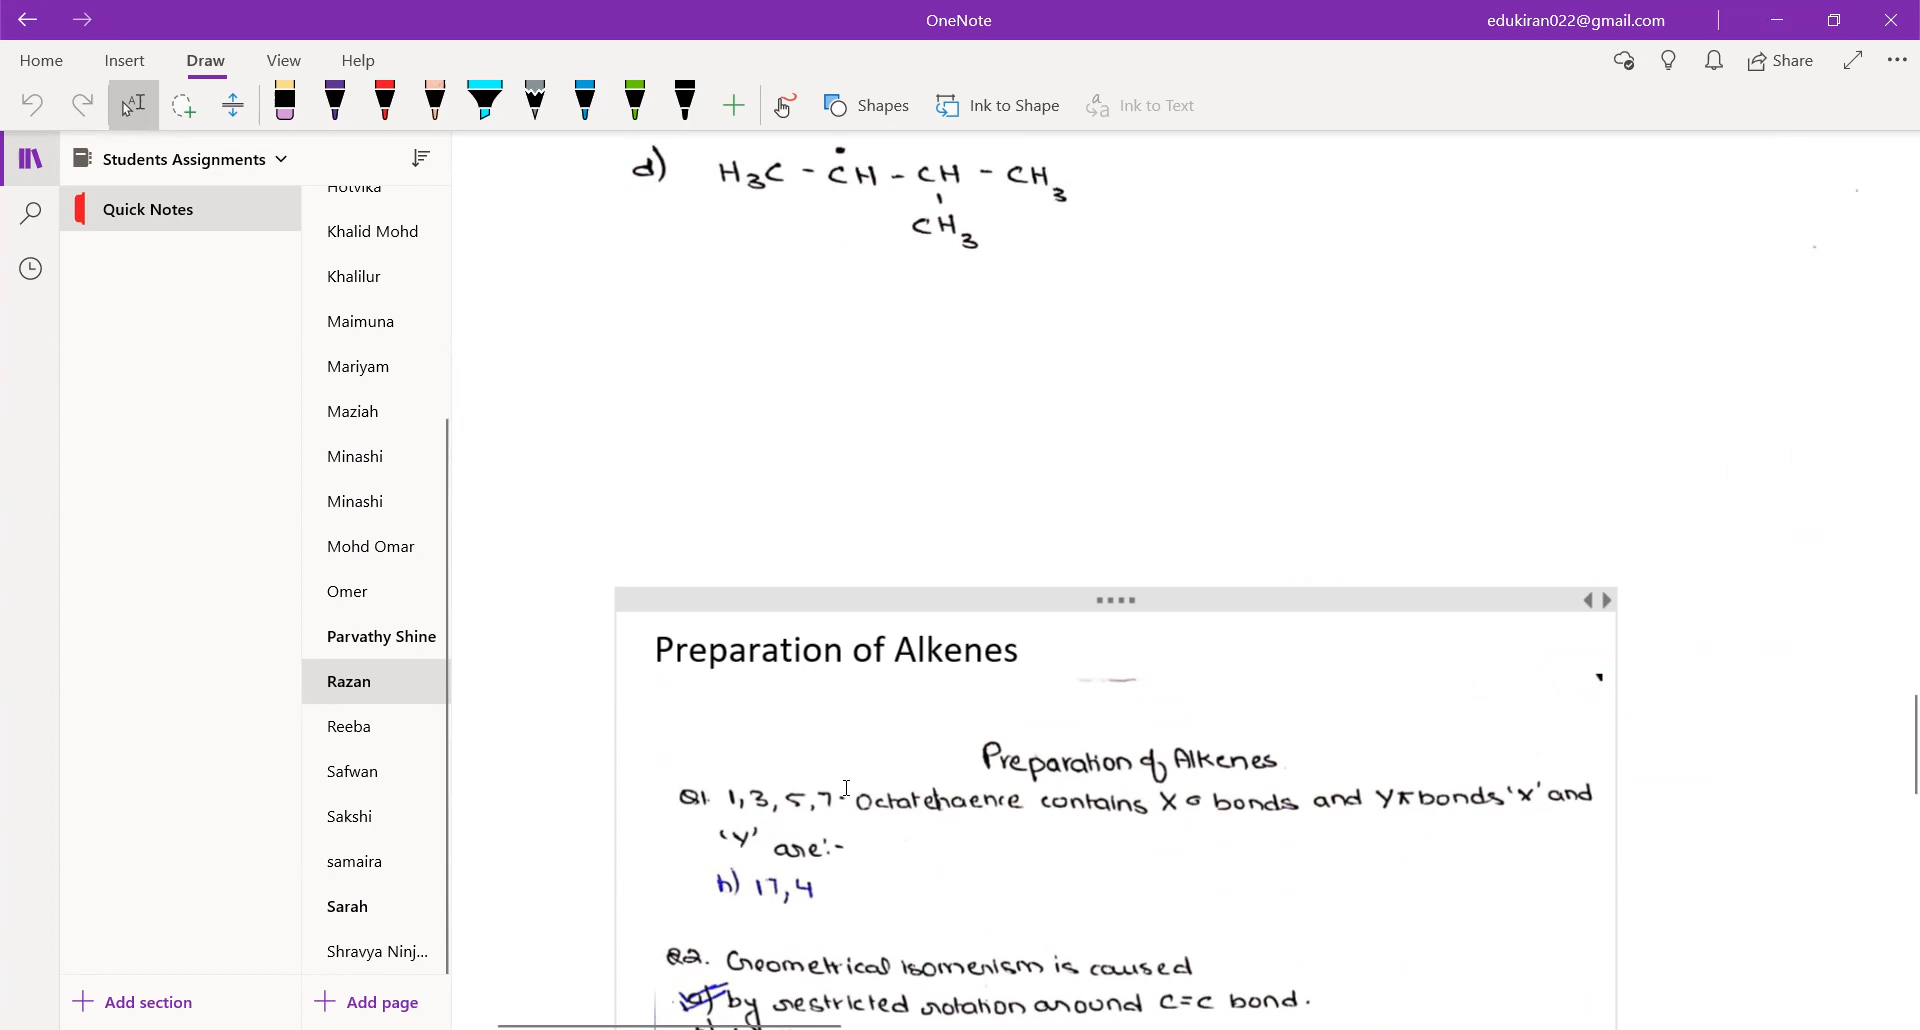 OneNote
edukiran022@gmail.com
Home Insert Draw View Help
Share
Shapes
Ink to Shape
Ink to Text
Students Assignments
Quick Notes
Hotvika
Khalid Mohd
Khalilur
Maimuna
Mariyam
Maziah
Minashi
Minashi
Mohd Omar
Omer
Parvathy Shine
Razan
Reeba
Safwan
Sakshi
samaira
Sarah
Shravya Ninj...
Add section
Add page
d) H3C - ĊH - CH - CH3
CH3
Preparation of Alkenes
Preparation of Alkenes
Q1. 1,3,5,7-Octatehaence contains X σ bonds and Y π bonds 'x' and
'Y' are:-
b) 17,4
Q2. Geometrical isomenism is caused
a) by restricted rotation around C=C bond.